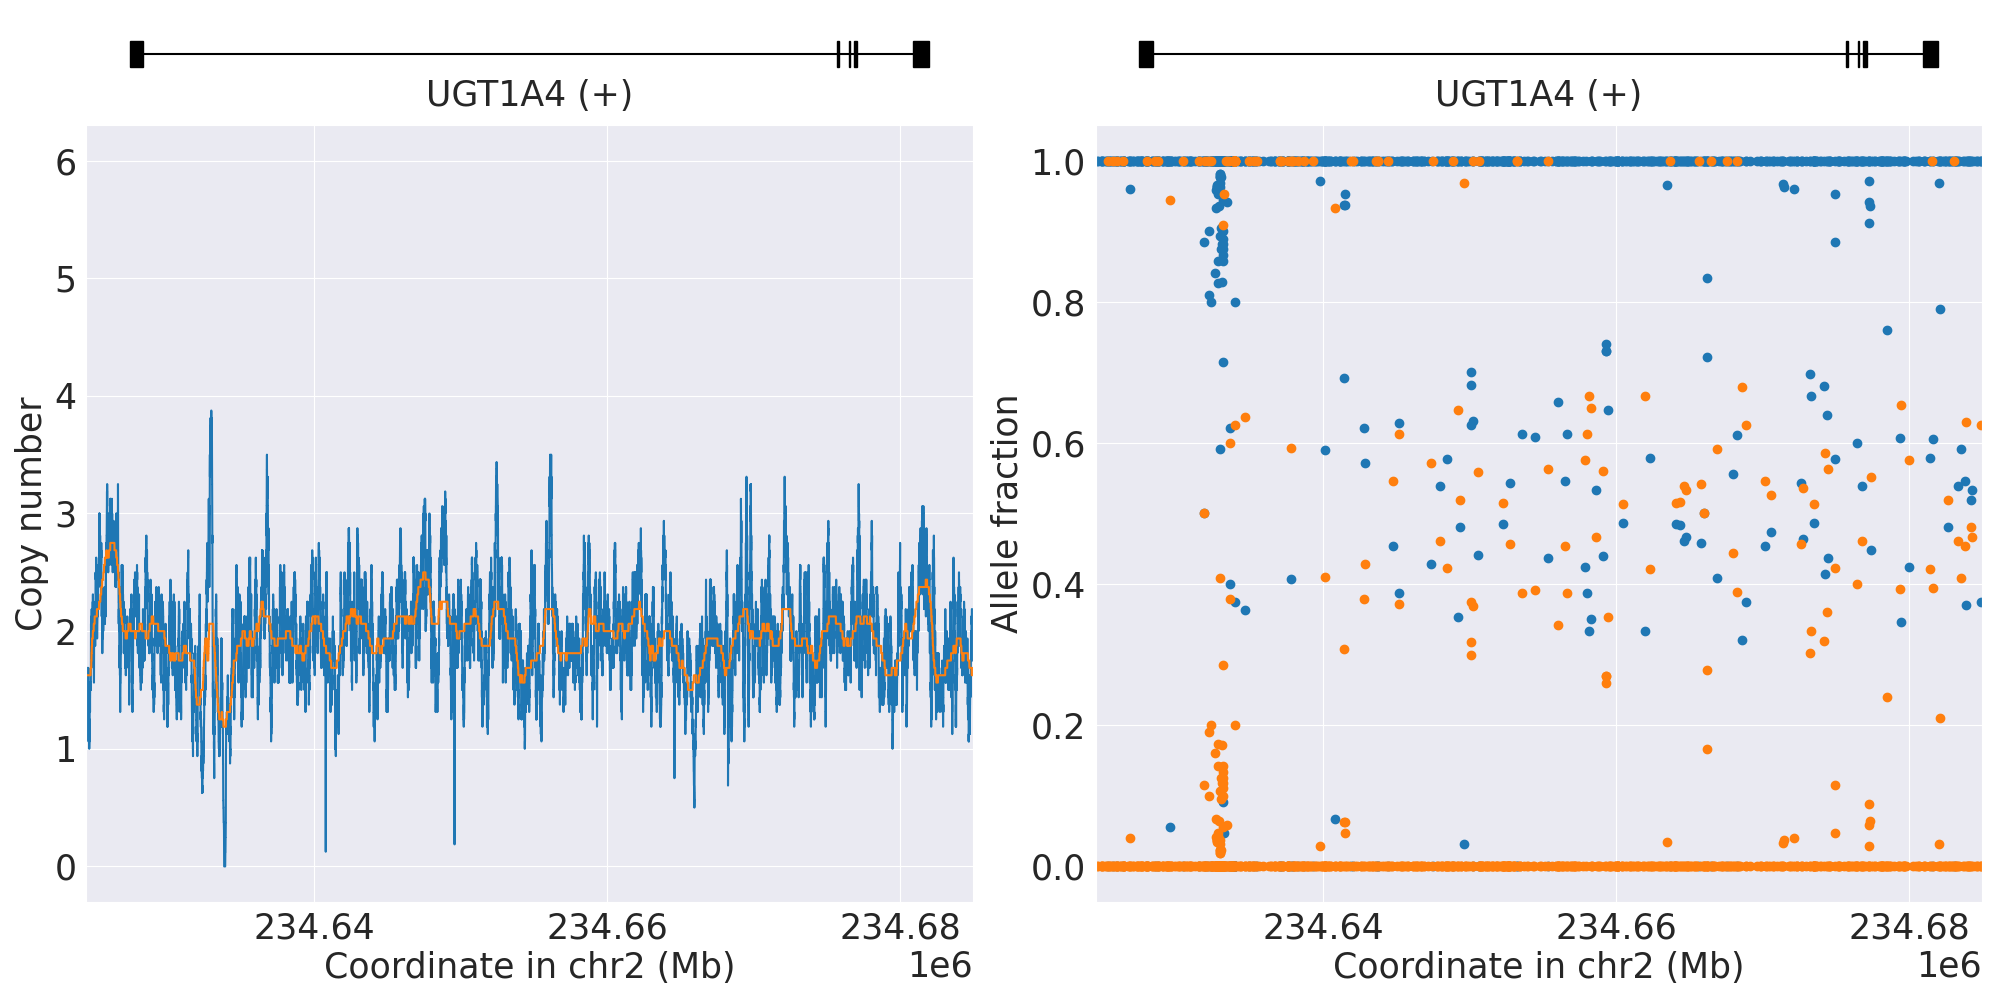 UGT1A4 (+)
6
5
4
3
2
1
0
Copy number
234.64
234.66
234.68
1e6
Coordinate in chr2 (Mb)
UGT1A4 (+)
1.0
0.8
0.6
0.4
0.2
0.0
Allele fraction
234.64
234.66
234.68
1e6
Coordinate in chr2 (Mb)